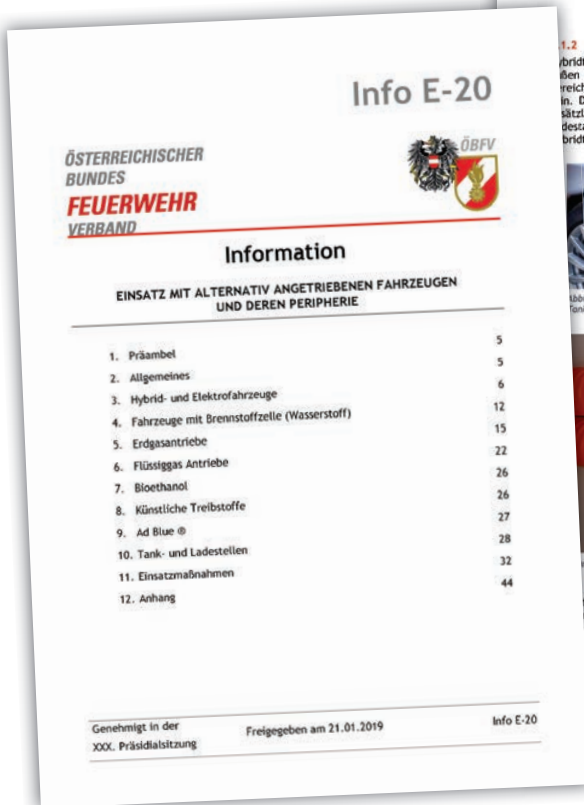 Info E-20
ÖSTERREICHISCHER
BUNDES
FEUERWEHR
VERBAND
ÖBFV
Information
EINSATZ MIT ALTERNATIV ANGETRIEBENEN FAHRZEUGEN
UND DEREN PERIPHERIE
1. Präambel 5
2. Allgemeines 5
3. Hybrid- und Elektrofahrzeuge 6
4. Fahrzeuge mit Brennstoffzelle (Wasserstoff) 12
5. Erdgasantriebe 15
6. Flüssiggas Antriebe 22
7. Bioethanol 26
8. Künstliche Treibstoffe 26
9. Ad Blue ® 27
10. Tank- und Ladestellen 28
11. Einsatzmaßnahmen 32
12. Anhang 44
Genehmigt in der
XXX. Präsidialsitzung
Freigegeben am 21.01.2019
Info E-20
1.2